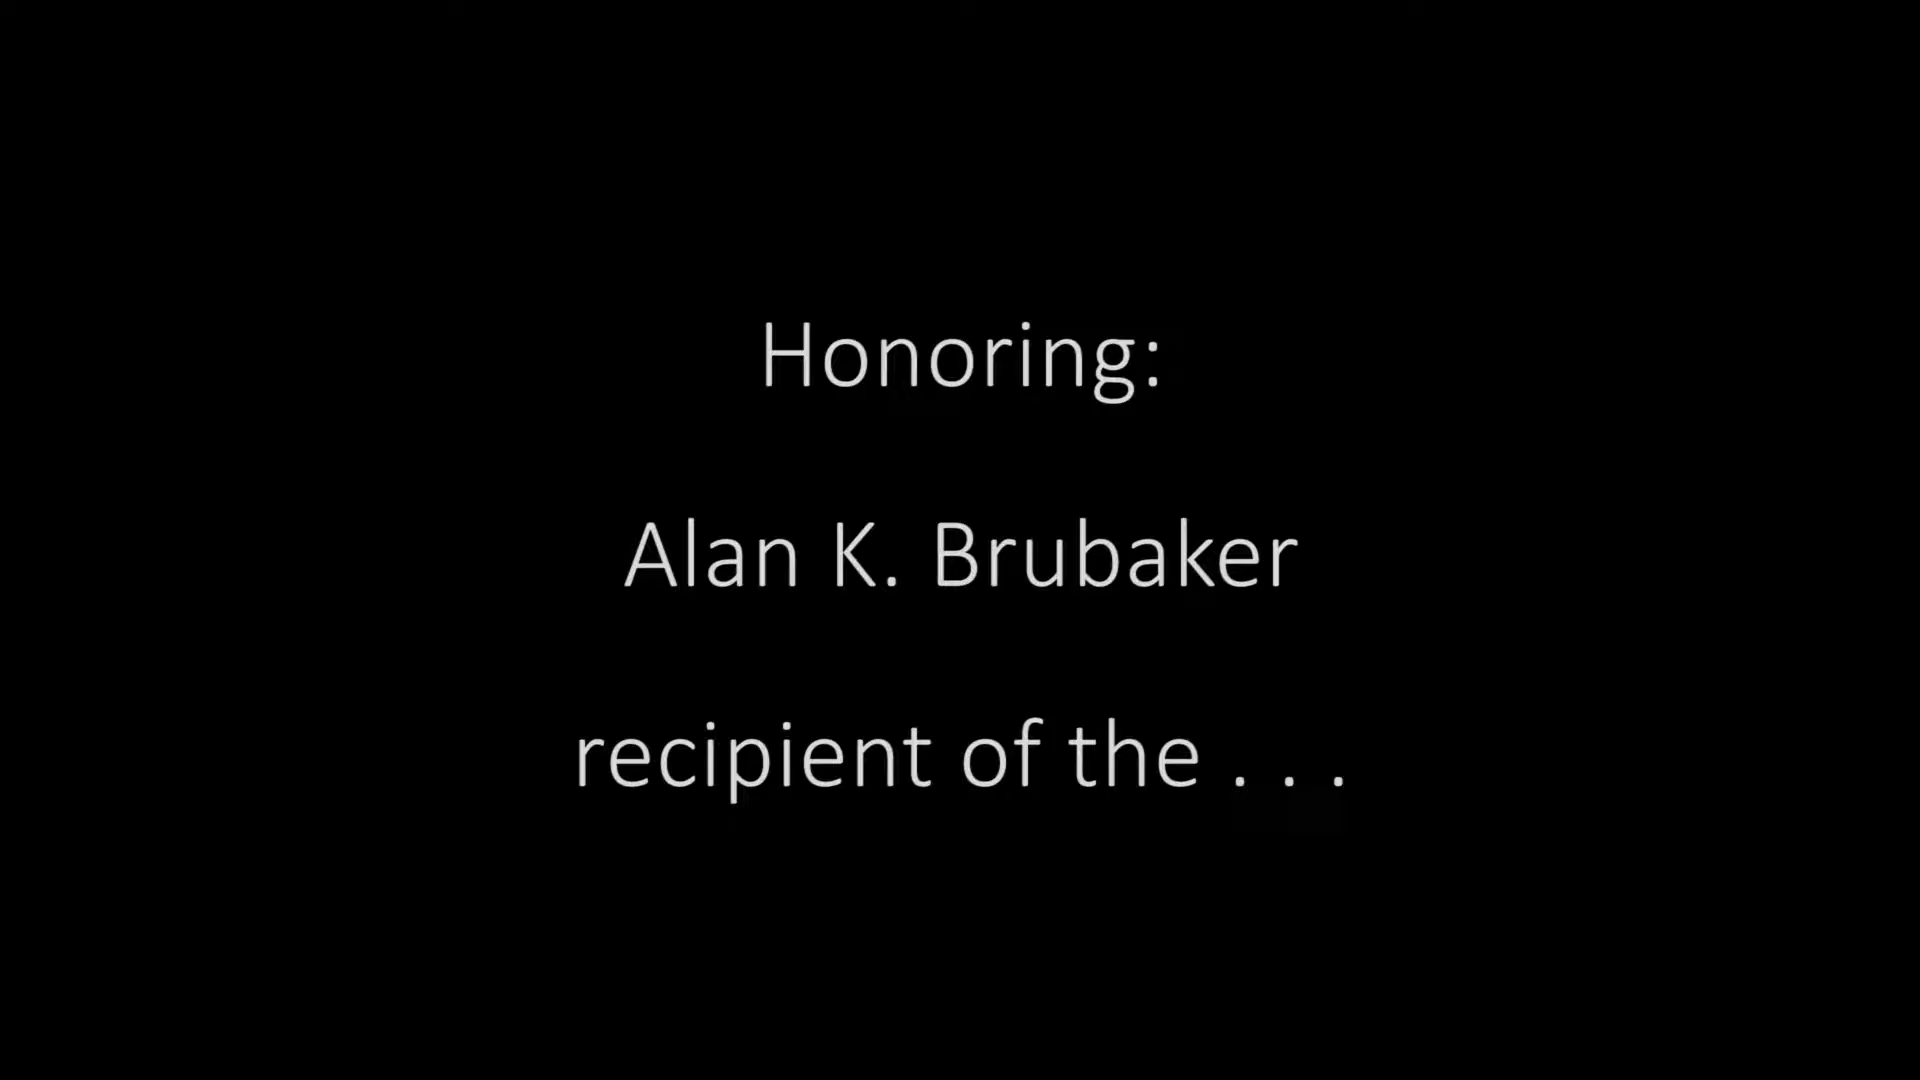 Honoring:
Alan K. Brubaker
recipient of the . . .